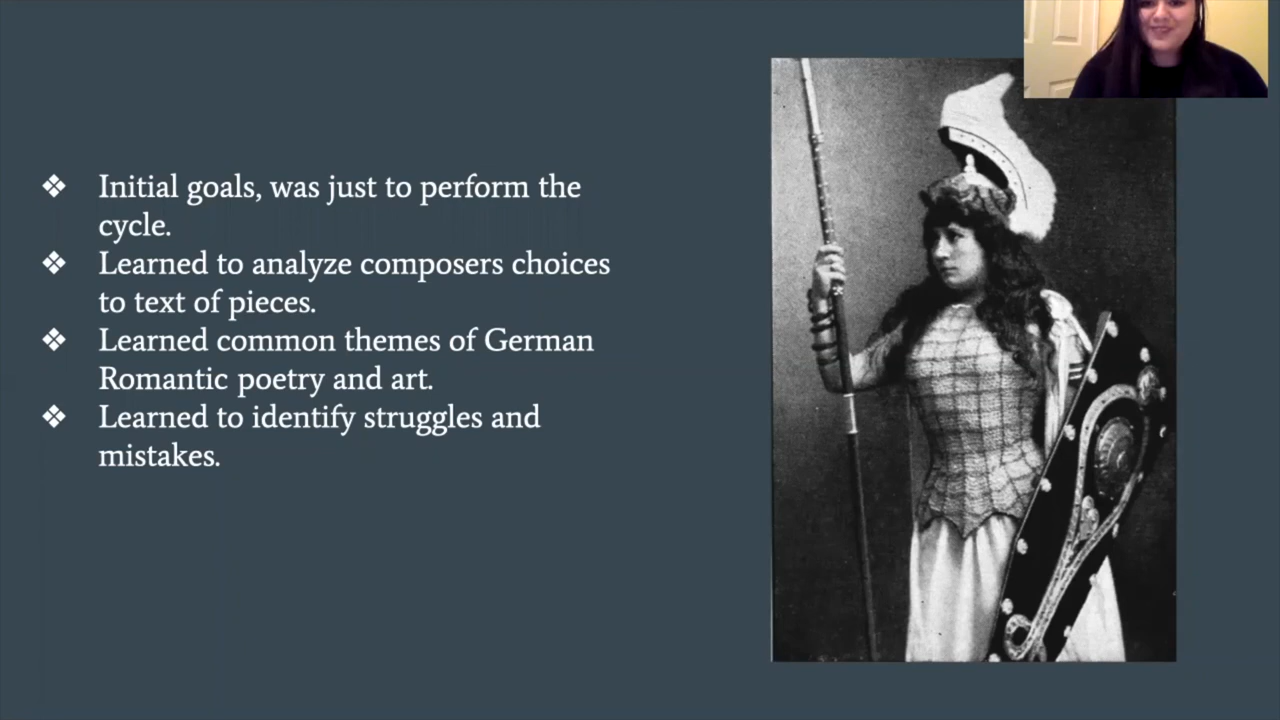 ❖ Initial goals, was just to perform the
cycle.
❖ Learned to analyze composers choices
to text of pieces.
❖ Learned common themes of German
Romantic poetry and art.
❖ Learned to identify struggles and
mistakes.